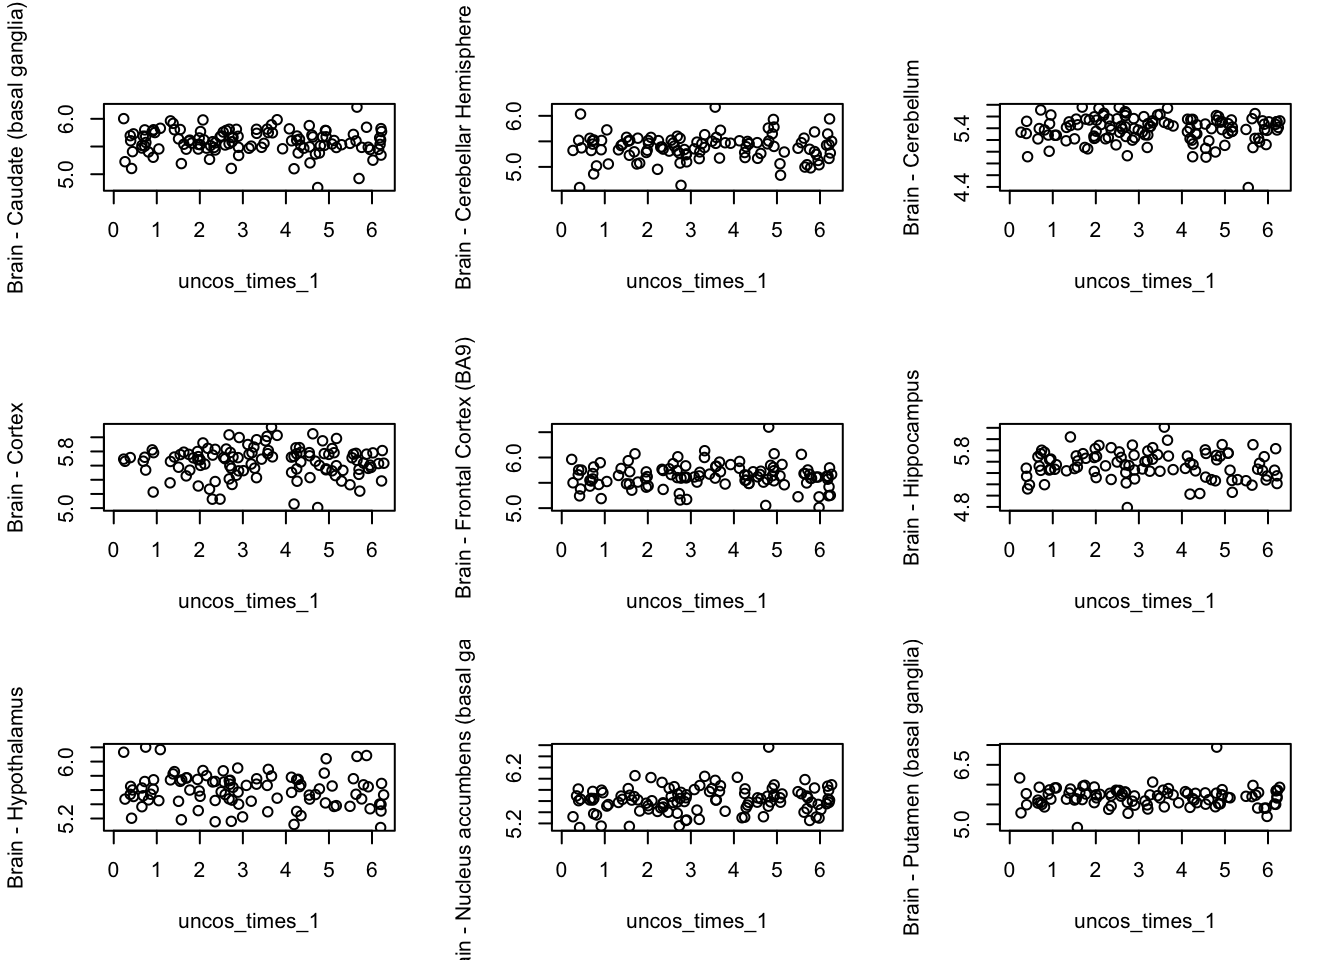 Brain - Caudate (basal ganglia)
5.0 6.0
0 1 2 3 4 5 6
uncos_times_1
Brain - Cerebellar Hemisphere
5.0 6.0
0 1 2 3 4 5 6
uncos_times_1
Brain - Cerebellum
4.4 5.4
0 1 2 3 4 5 6
uncos_times_1
Brain - Cortex
5.0 5.8
0 1 2 3 4 5 6
uncos_times_1
Brain - Frontal Cortex (BA9)
5.0 6.0
0 1 2 3 4 5 6
uncos_times_1
Brain - Hippocampus
4.8 5.8
0 1 2 3 4 5 6
uncos_times_1
Brain - Hypothalamus
5.2 6.0
0 1 2 3 4 5 6
uncos_times_1
ain - Nucleus accumbens (basal ga
5.2 6.2
0 1 2 3 4 5 6
uncos_times_1
Brain - Putamen (basal ganglia)
5.0 6.5
0 1 2 3 4 5 6
uncos_times_1